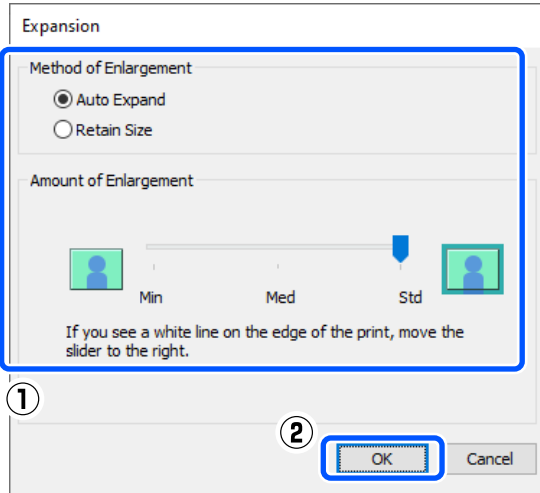 Expansion
Method of Enlargement
Auto Expand
Retain Size
Amount of Enlargement
Min Med Std
If you see a white line on the edge of the print, move the
slider to the right.
①
②
OK Cancel